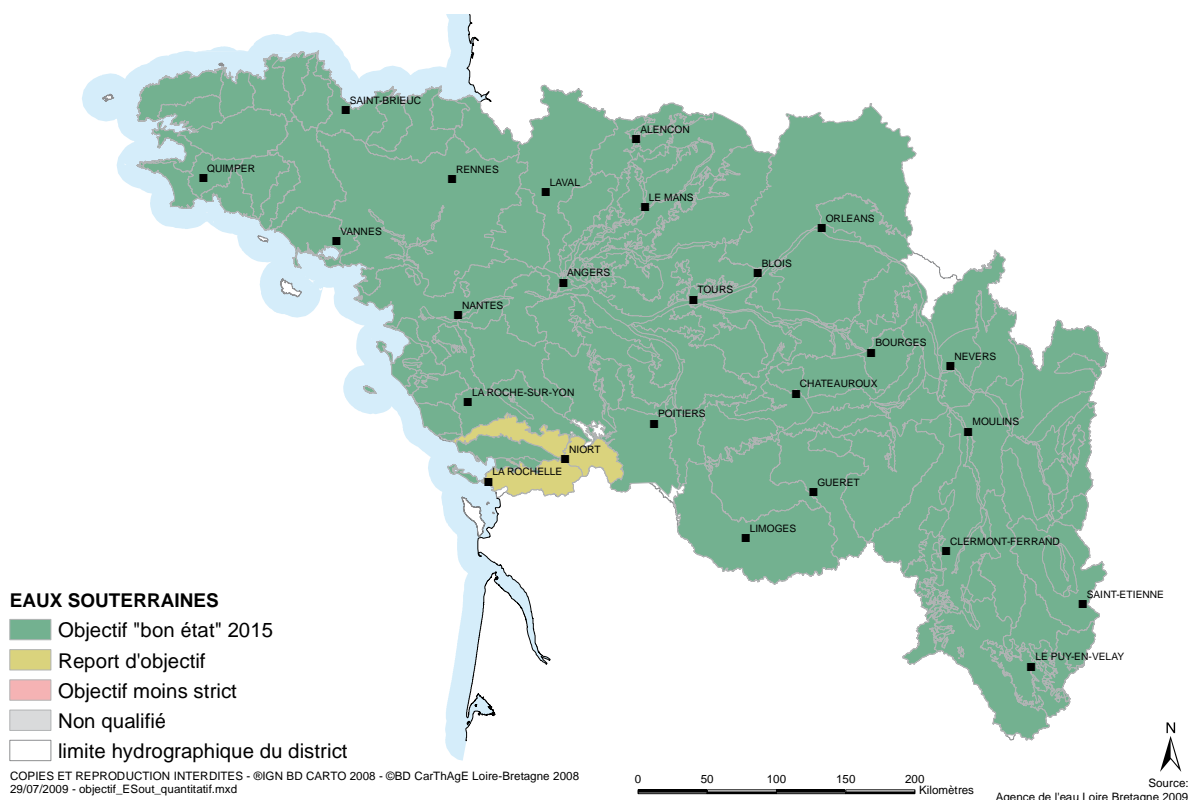 SAINT-BRIEUC
ALENCON
QUIMPER
RENNES
LAVAL
LE MANS
ORLEANS
VANNES
BLOIS
ANGERS
TOURS
NANTES
BOURGES
NEVERS
CHATEAUROUX
LA ROCHE-SUR-YON
POITIERS
MOULINS
NIORT
LA ROCHELLE
GUERET
LIMOGES
CLERMONT-FERRAND
SAINT-ETIENNE
LE PUY-EN-VELAY
EAUX SOUTERRAINES
Objectif "bon état" 2015
Report d'objectif
Objectif moins strict
Non qualifié
limite hydrographique du district
COPIES ET REPRODUCTION INTERDITES - ®IGN BD CARTO 2008 - ©BD CarThAgE Loire-Bretagne 2008
29/07/2009 - objectif_ESout_quantitatif.mxd
0 50 100 150 200
Kilomètres
N
Source:
Agence de l'eau Loire Bretagne 2009